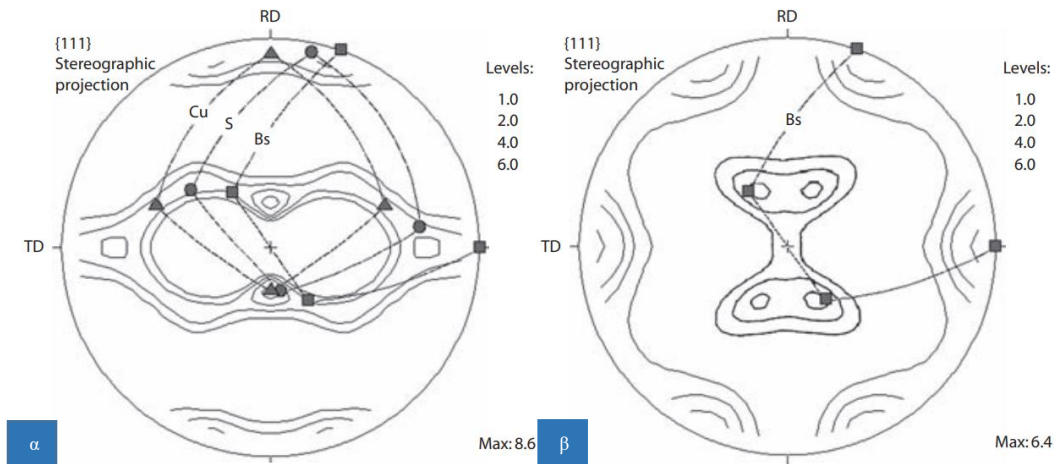 RD
{111}
Stereographic
projection
Levels:
1.0
2.0
4.0
6.0
Cu
S
Bs
TD
Max: 8.6
α
RD
{111}
Stereographic
projection
Levels:
1.0
2.0
4.0
6.0
Bs
TD
Max: 6.4
β